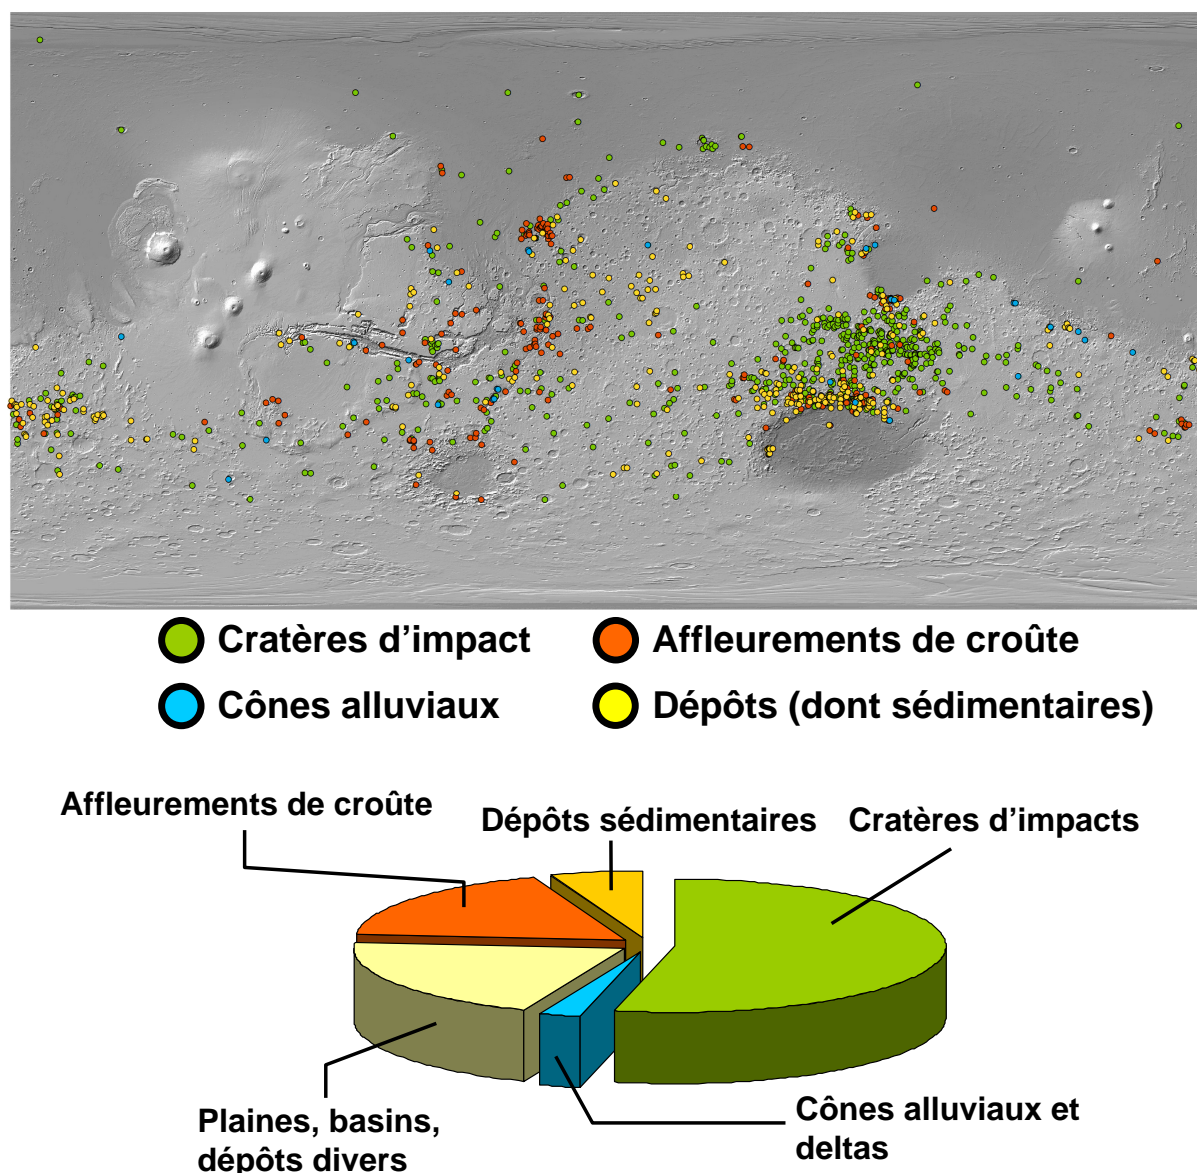 Cratères d’impact
Affleurements de croûte
Cônes alluviaux
Dépôts (dont sédimentaires)
Affleurements de croûte
Dépôts sédimentaires
Cratères d’impacts
Plaines, basins,
dépôts divers
Cônes alluviaux et
deltas